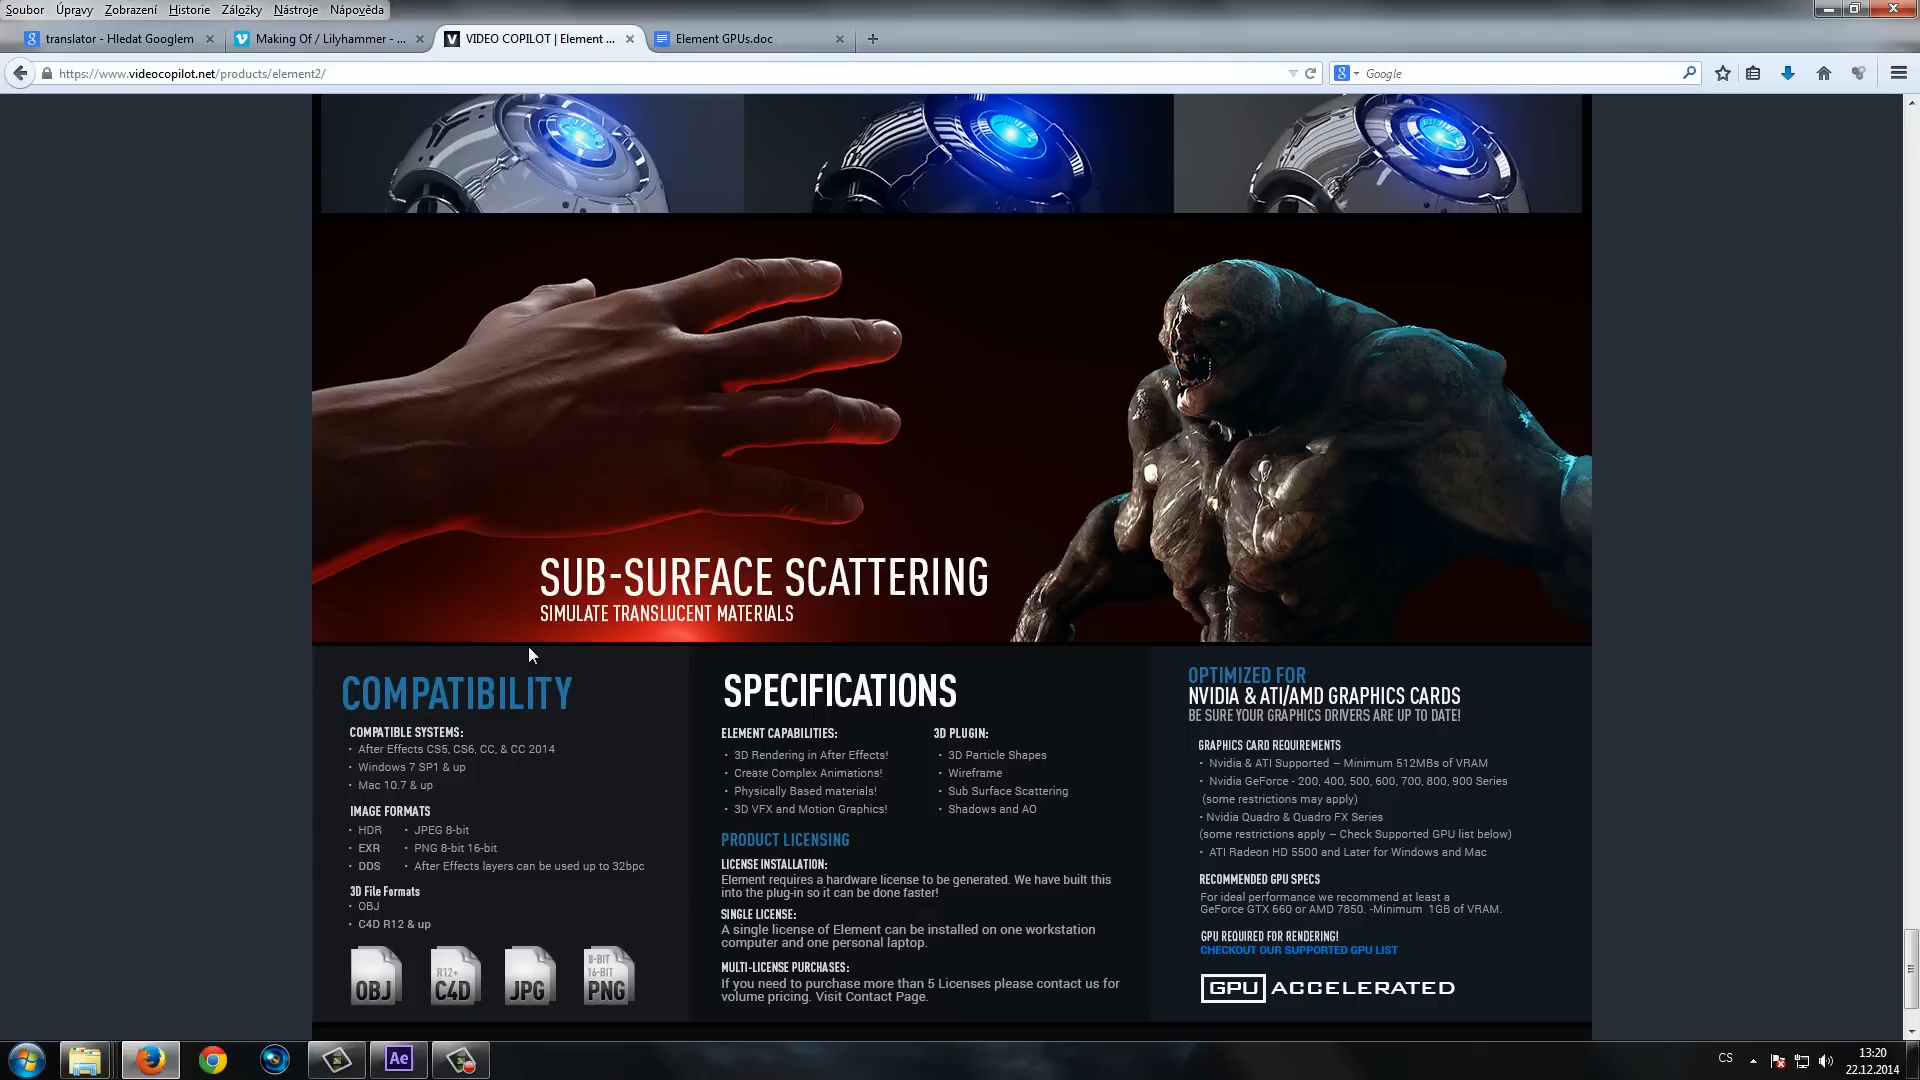 Soubor Úpravy Zobrazení Historie Záložky Nástroje Nápověda
translator - Hledat Googlem
Making Of / Lilyhammer - ...
VIDEO COPILOT | Element ...
Element GPUs.doc
https://www.videocopilot.net/products/element2/
Google
SUB-SURFACE SCATTERING
SIMULATE TRANSLUCENT MATERIALS
COMPATIBILITY
COMPATIBLE SYSTEMS:
• After Effects CS5, CS6, CC, & CC 2014
• Windows 7 SP1 & up
• Mac 10.7 & up
IMAGE FORMATS
• HDR • JPEG 8-bit
• EXR • PNG 8-bit 16-bit
• DDS • After Effects layers can be used up to 32bpc
3D File Formats
• OBJ
• C4D R12 & up
OBJ
R12+
C4D
JPG
8-BIT
16-BIT
PNG
SPECIFICATIONS
ELEMENT CAPABILITIES:
• 3D Rendering in After Effects!
• Create Complex Animations!
• Physically Based materials!
• 3D VFX and Motion Graphics!
3D PLUGIN:
• 3D Particle Shapes
• Wireframe
• Sub Surface Scattering
• Shadows and AO
PRODUCT LICENSING
LICENSE INSTALLATION:
Element requires a hardware license to be generated. We have built this
into the plug-in so it can be done faster!
SINGLE LICENSE:
A single license of Element can be installed on one workstation
computer and one personal laptop.
MULTI-LICENSE PURCHASES:
If you need to purchase more than 5 Licenses please contact us for
volume pricing. Visit Contact Page.
OPTIMIZED FOR
NVIDIA & ATI/AMD GRAPHICS CARDS
BE SURE YOUR GRAPHICS DRIVERS ARE UP TO DATE!
GRAPHICS CARD REQUIREMENTS
• Nvidia & ATI Supported – Minimum 512MBs of VRAM
• Nvidia GeForce - 200, 400, 500, 600, 700, 800, 900 Series
(some restrictions may apply)
• Nvidia Quadro & Quadro FX Series
(some restrictions apply – Check Supported GPU list below)
• ATI Radeon HD 5500 and Later for Windows and Mac
RECOMMENDED GPU SPECS
For ideal performance we recommend at least a
GeForce GTX 660 or AMD 7850. -Minimum 1GB of VRAM.
GPU REQUIRED FOR RENDERING!
CHECKOUT OUR SUPPORTED GPU LIST
GPU ACCELERATED
Ae
CS
13:20
22.12.2014